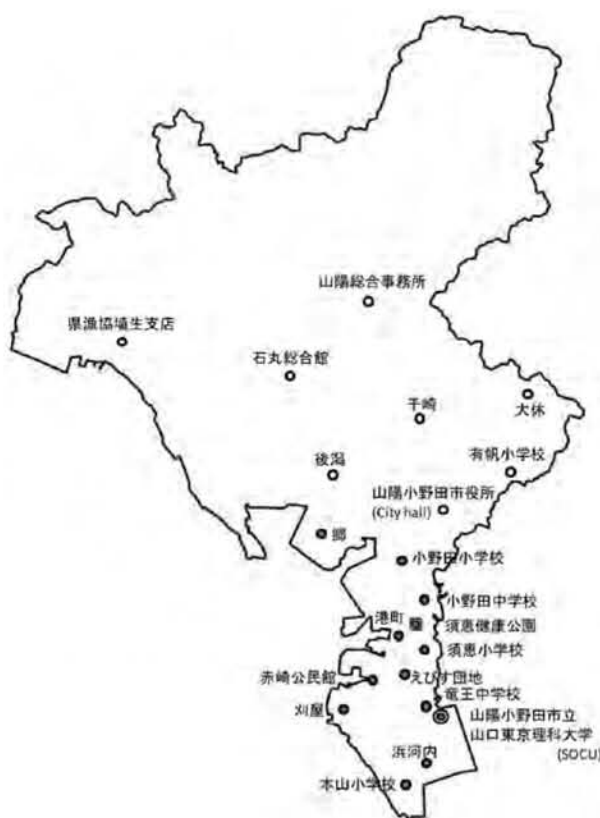 山陽総合事務所
県漁協埴生支店
石丸総合館
千崎
大休
有帆小学校
後潟
山陽小野田市役所
(City hall)
郷
小野田小学校
小野田中学校
港町
須恵健康公園
須恵小学校
赤崎公民館
えびす団地
竜王中学校
刈屋
山陽小野田市立
山口東京理科大学
(SOCU)
浜河内
本山小学校